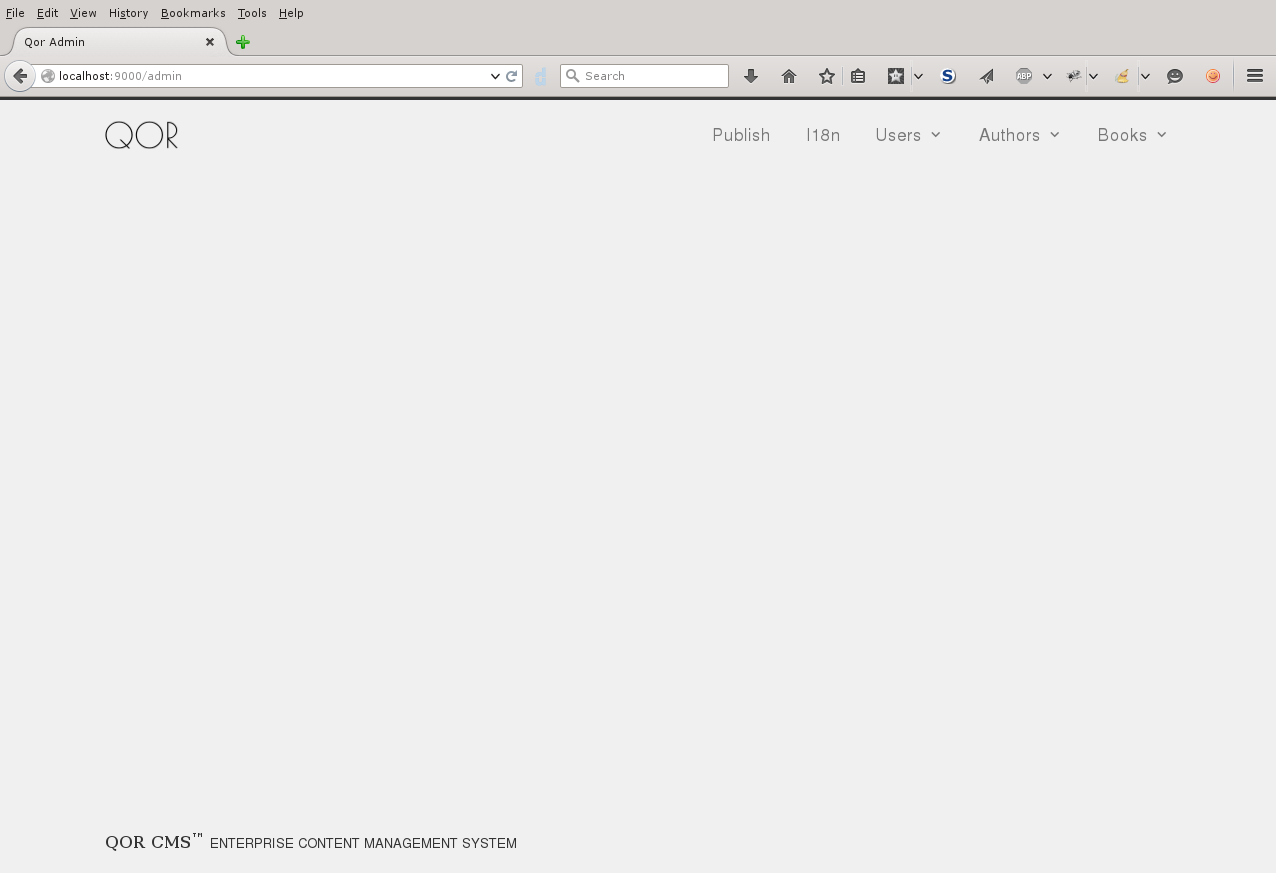 File Edit View History Bookmarks Tools Help
Qor Admin
localhost:9000/admin
Search
S
ABP
QOR Publish I18n Users Authors Books
QOR CMS™ ENTERPRISE CONTENT MANAGEMENT SYSTEM